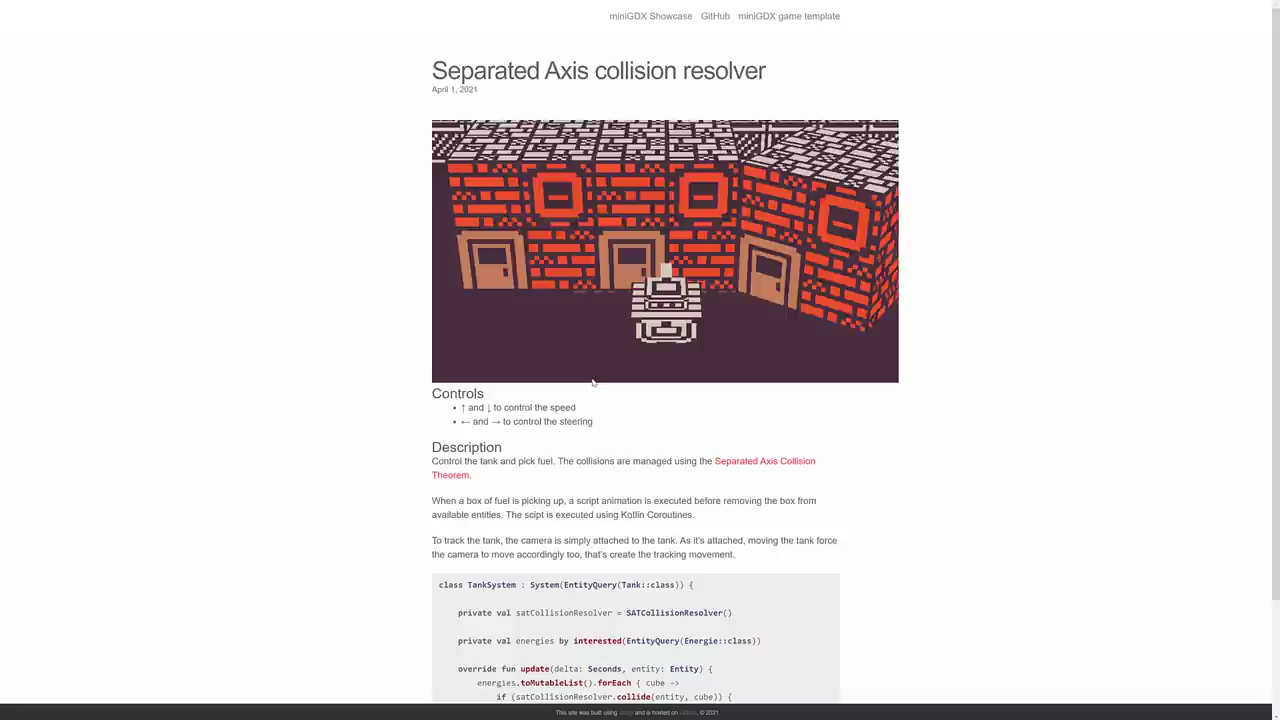 miniGDX Showcase GitHub miniGDX game template
Separated Axis collision resolver
April 1, 2021
Controls
• ↑ and ↓ to control the speed
• ← and → to control the steering
Description
Control the tank and pick fuel. The collisions are managed using the Separated Axis Collision
Theorem.
When a box of fuel is picking up, a script animation is executed before removing the box from
available entities. The scipt is executed using Kotlin Coroutines.
To track the tank, the camera is simply attached to the tank. As it's attached, moving the tank force
the camera to move accordingly too, that's create the tracking movement.
class TankSystem : System(EntityQuery(Tank::class)) {
private val satCollisionResolver = SATCollisionResolver()
private val energies by interested(EntityQuery(Energie::class))
override fun update(delta: Seconds, entity: Entity) {
energies.toMutableList().forEach { cube ->
if (satCollisionResolver.collide(entity, cube)) {
This site was built using and is hosted on . © 2021